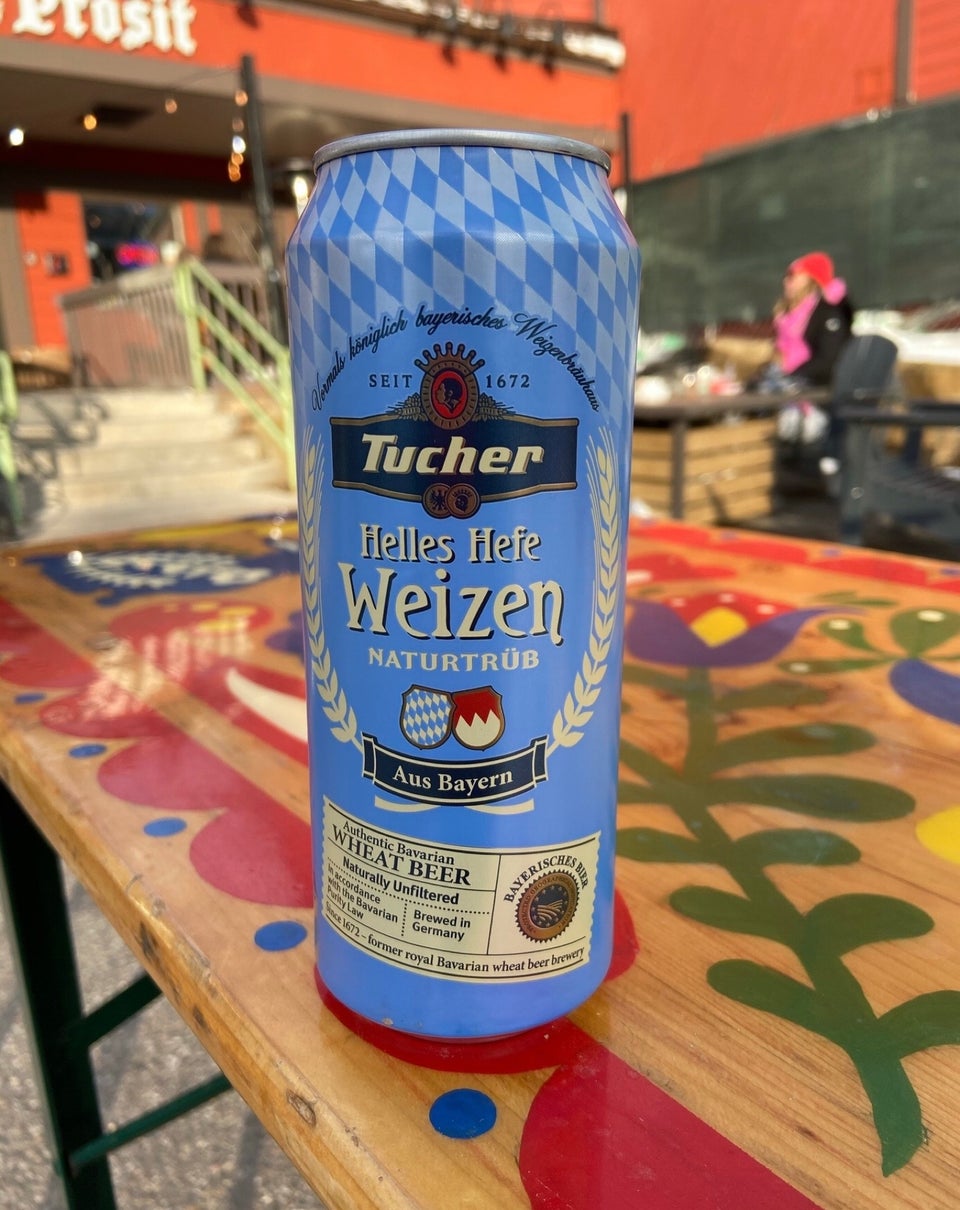 Prosit
Vormals königlich bayerisches Weizenbräuhaus
SEIT 1672
Tucher
Helles Hefe
Weizen
NATURTRÜB
Aus Bayern
Authentic Bavarian
WHEAT BEER
Naturally Unflitered
In accordance
with the Bavarian
Purity Law
Brewed in
Germany
Since 1672 – former royal Bavarian wheat beer brewery
BAYERISCHES BIER